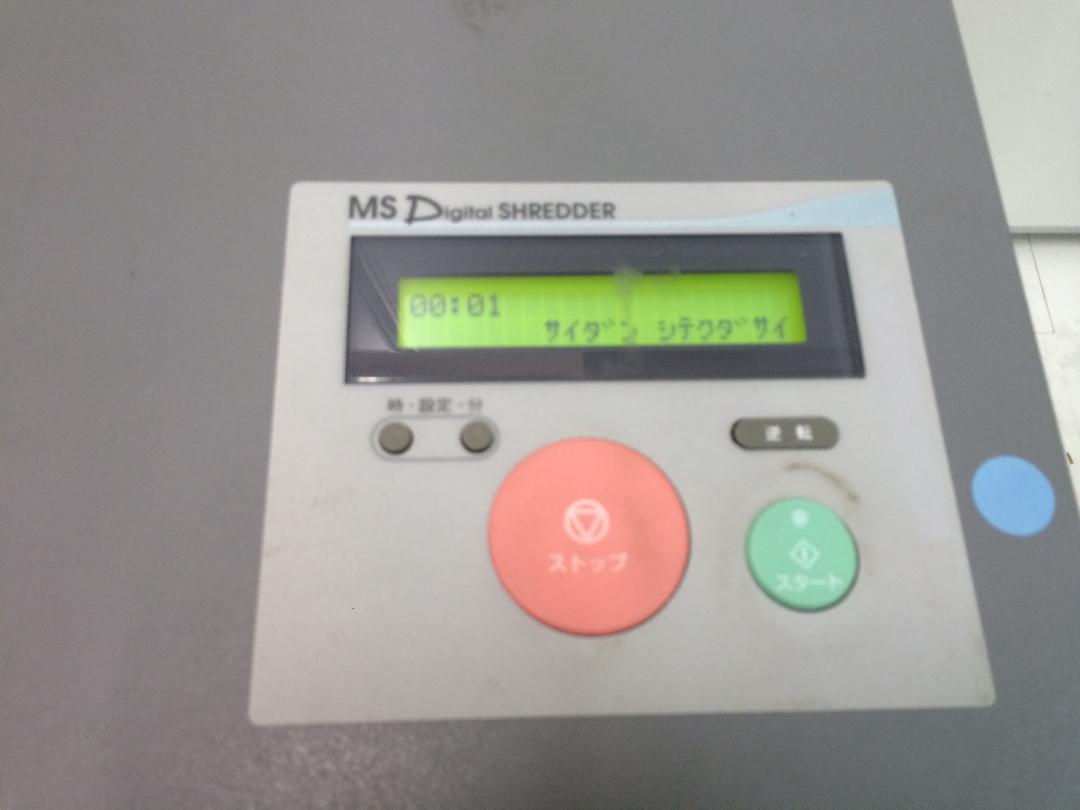 MS Digital SHREDDER
00:01
サイダン シテクダサイ
時・設定・分
逆転
ストップ
スタート